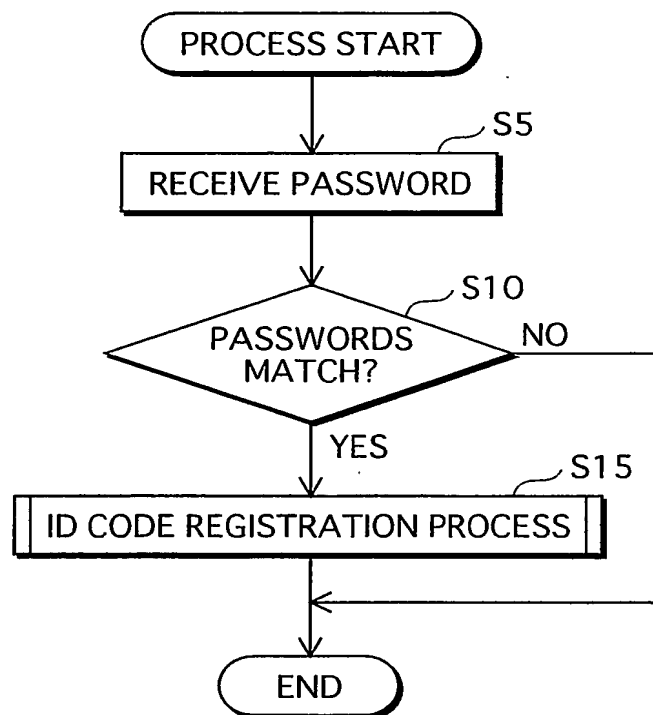 PROCESS START
S5
RECEIVE PASSWORD
S10
PASSWORDS
MATCH?
NO
YES
S15
ID CODE REGISTRATION PROCESS
END